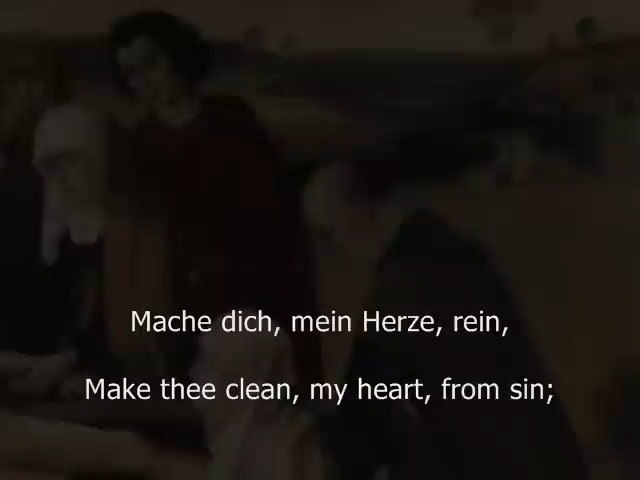 Mache dich, mein Herze, rein,
Make thee clean, my heart, from sin;